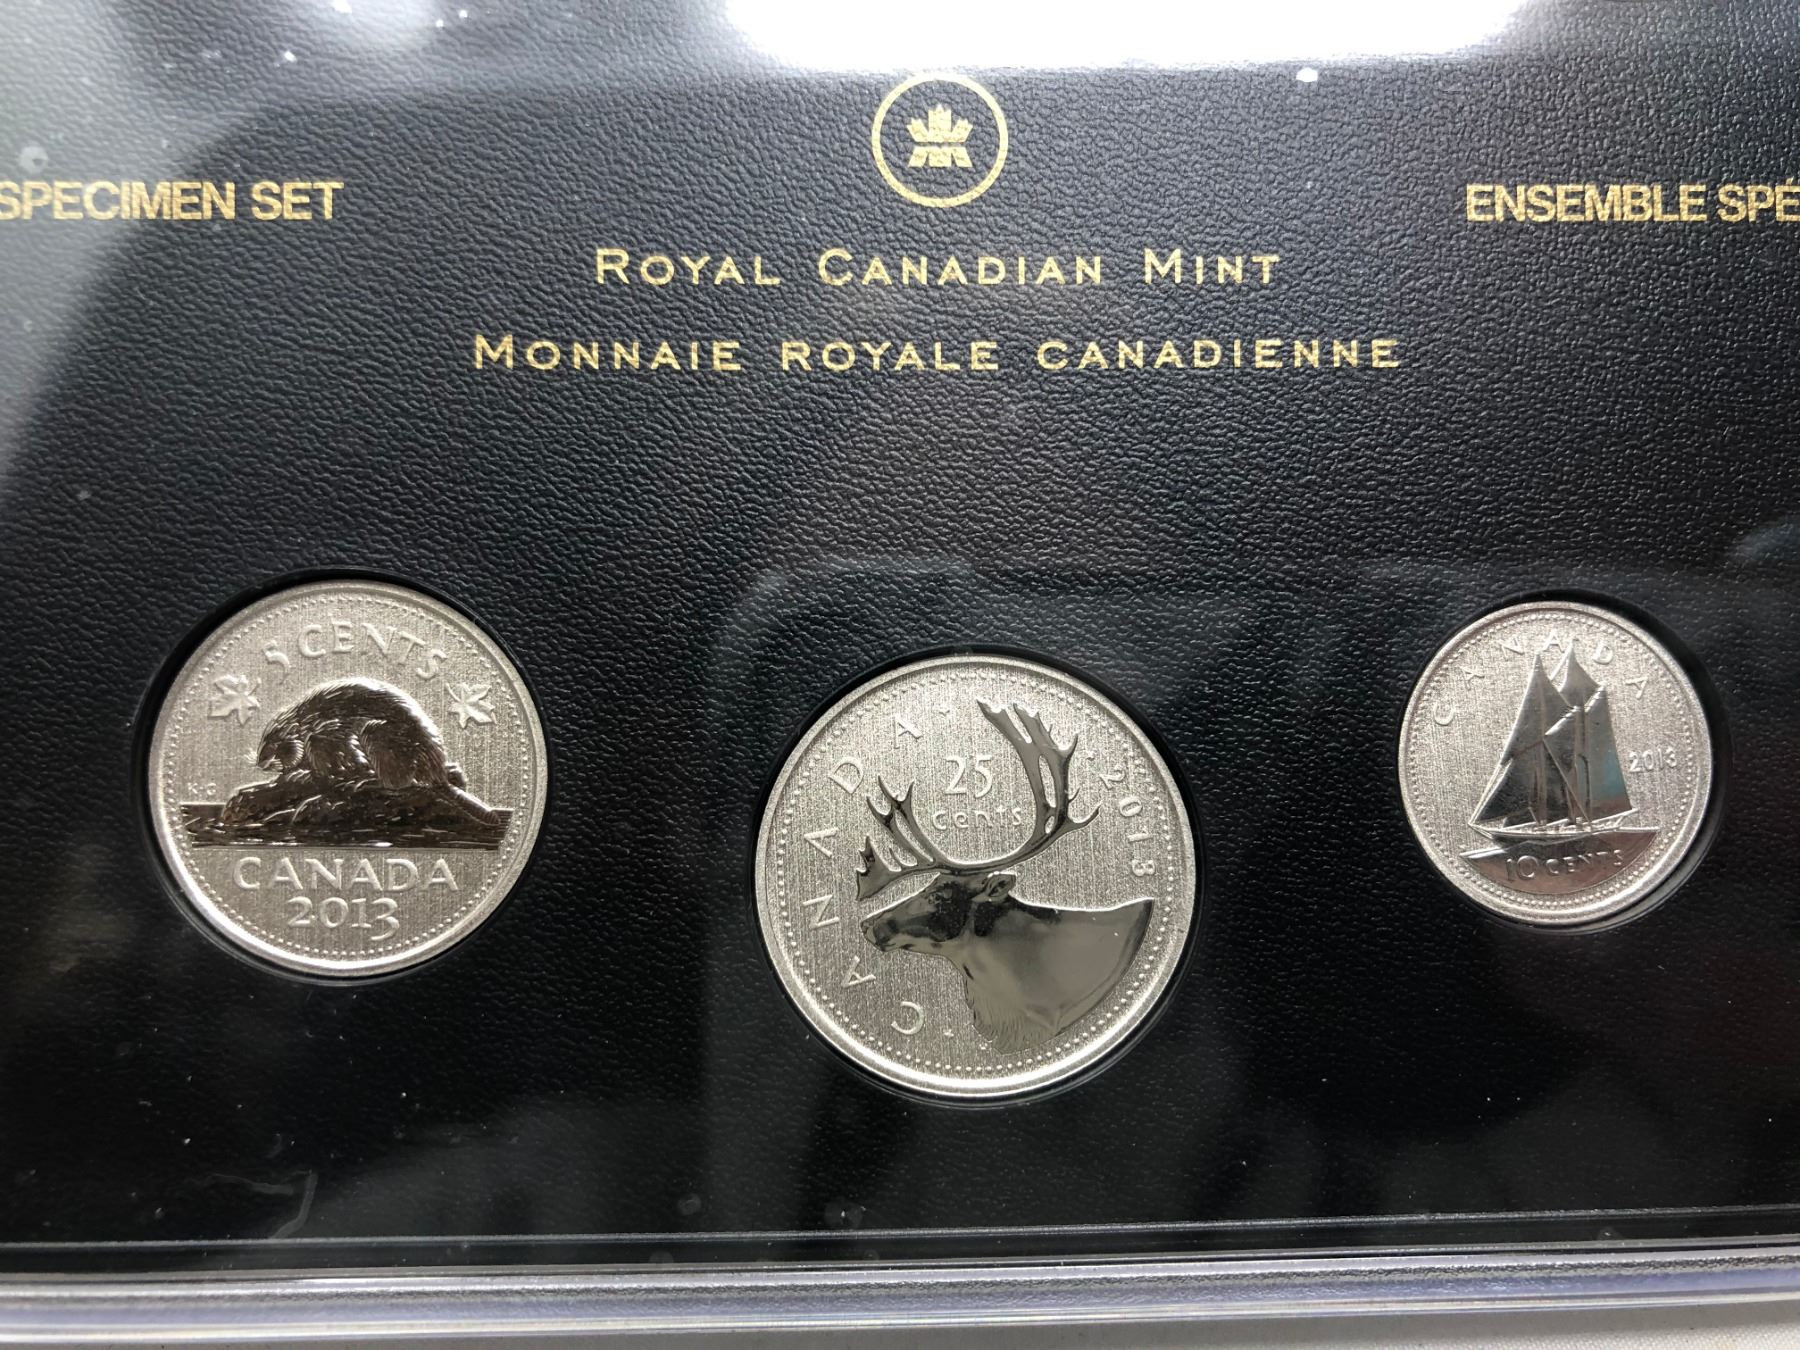 SPECIMEN SET
ENSEMBLE SPÉ
ROYAL CANADIAN MINT
MONNAIE ROYALE CANADIENNE
5 CENTS
KG
CANADA
2013
CANADA
25
cents
2013
CANADA
2013
10 CENTS